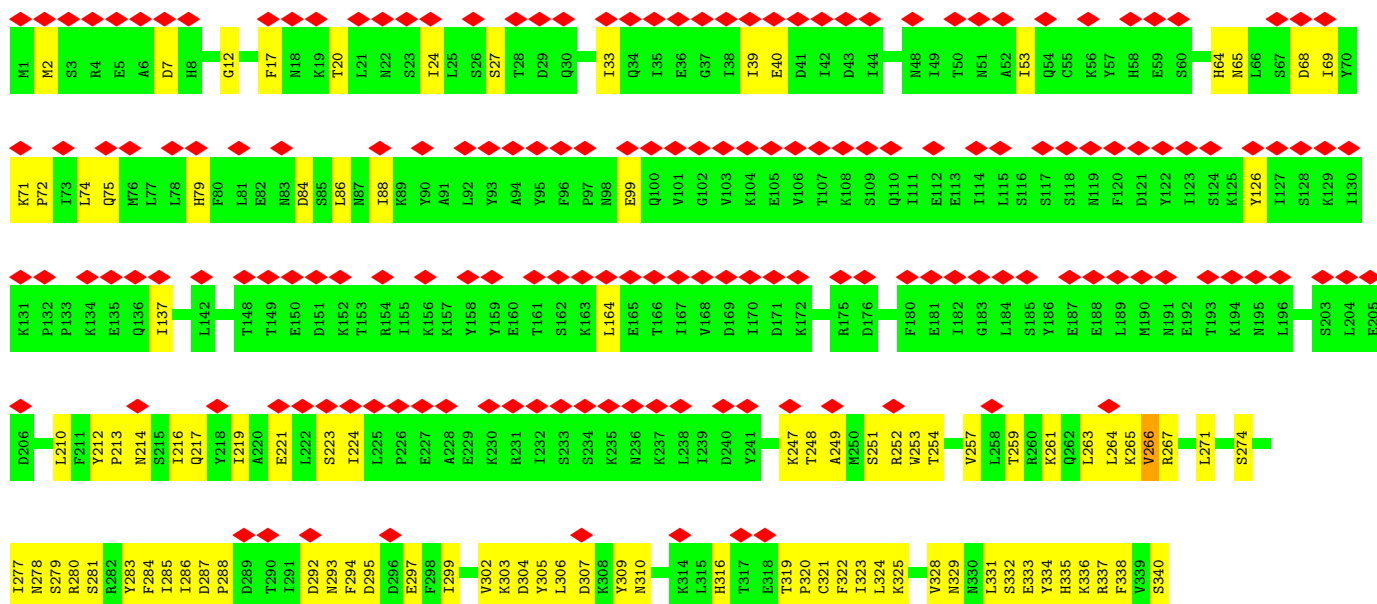 M1 M2 S3 R4 E5 A6 D7 H8 G12 F17 N18 K19 T20 L21 N22 S23 I24 L25 S26 S27 T28 D29 Q30 I33 Q34 I35 E36 G37 I38 I39 E40 D41 I42 D43 I44 N48 I49 T50 N51 A52 I53 Q54 C55 K56 Y57 H58 E59 S60 H64 N65 L66 S67 D68 I69 Y70
K71 P72 I73 L74 Q75 M76 L77 L78 H79 F80 L81 E82 N83 D84 S85 L86 N87 I88 K89 Y90 A91 L92 Y93 A94 Y95 F96 P97 N98 E99 Q100 V101 G102 V103 K104 E105 V106 T107 K108 S109 Q110 I111 E112 E113 I114 L115 S116 S117 S118 N119 F120 D121 Y122 I123 S124 K125 Y126 I127 S128 K129 I130
K131 P132 P133 K134 E135 Q136 I137 L142 T148 T149 E150 D151 K152 T153 R154 I155 K156 K157 Y158 Y159 E160 T161 S162 K163 L164 E165 T166 I167 V168 D169 I170 D171 K172 R175 D176 F180 E181 I182 G183 L184 S185 Y186 E187 E188 L189 M190 N191 E192 T193 K194 N195 L196 S203 L204 E205
D206 L210 F211 Y212 P213 N214 S215 I216 Q217 Y218 I219 A220 E221 L222 S223 I224 L225 P226 E227 A228 E229 K230 R231 I232 S233 S234 K235 N236 K237 L238 I239 D240 Y241 K247 T248 A249 M250 S251 R252 W253 T254 V257 L258 T259 R260 K261 Q262 L263 L264 K265 V266 R267 L271 S274
I277 N278 S279 R280 S281 R282 Y283 F284 I285 I286 D287 P288 D289 T290 I291 D292 N293 F294 D295 D296 E297 F298 I299 V302 K303 D304 Y305 L306 D307 K308 Y309 N310 K314 L315 H316 T317 E318 T319 P320 C321 F322 I323 L324 K325 V328 N329 N330 L331 S332 E333 Y334 H335 K336 R337 F338 V339 S340